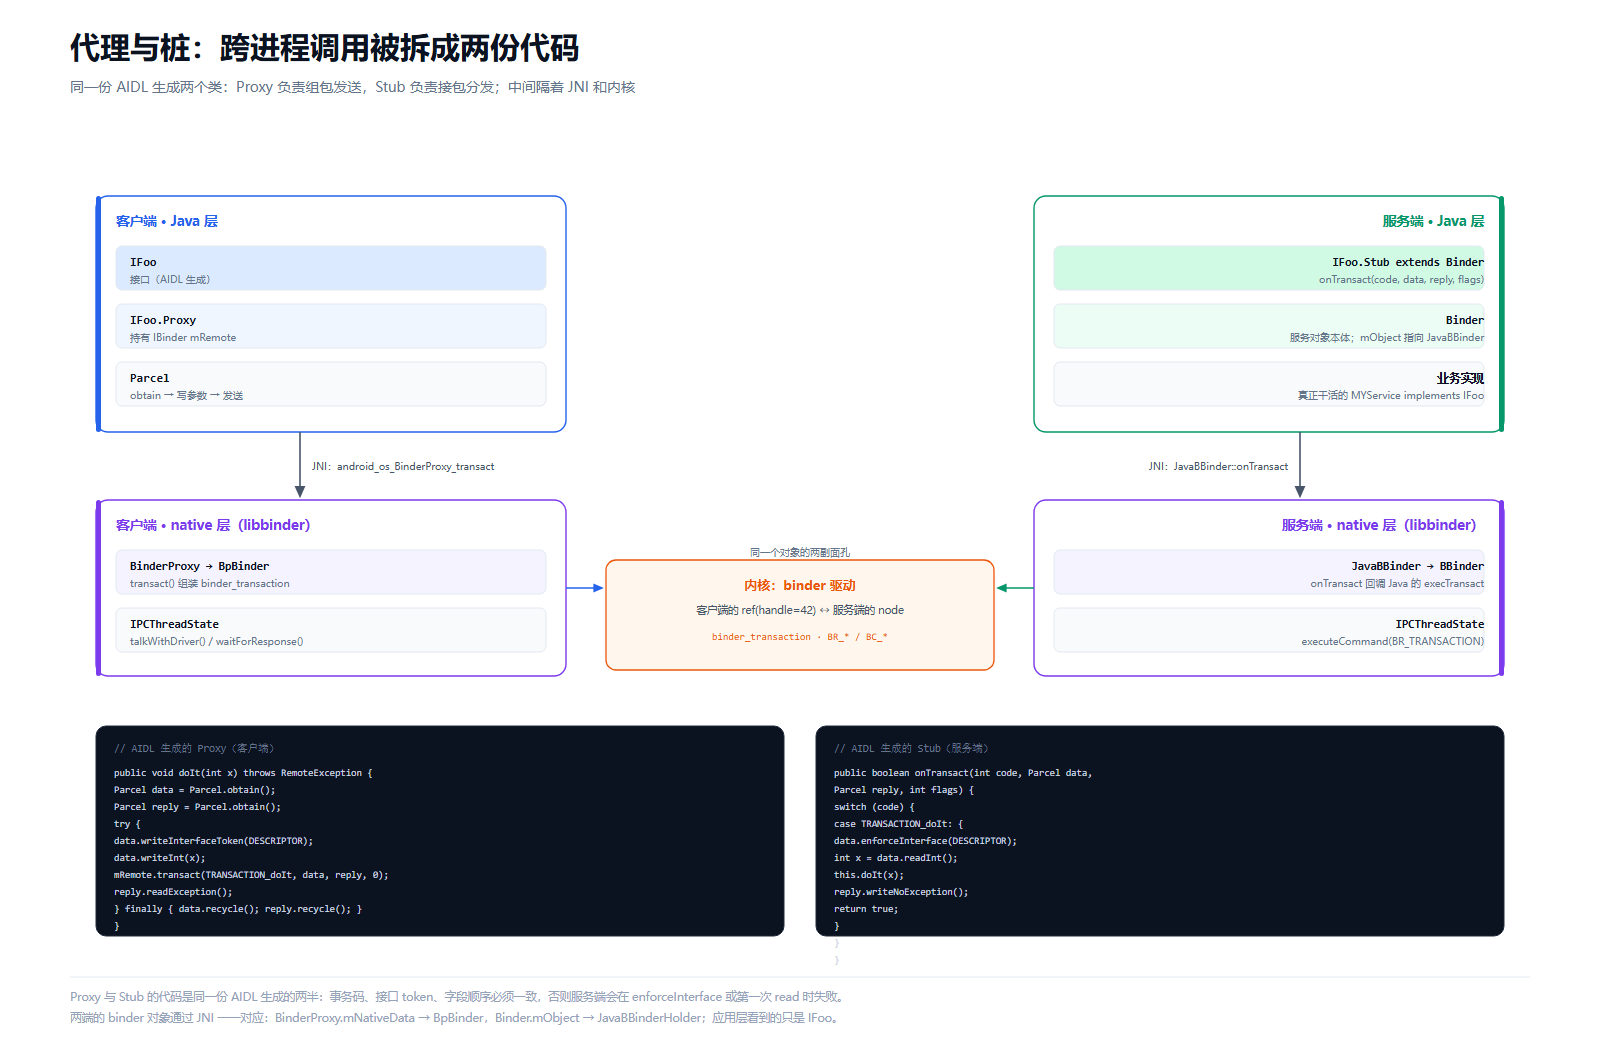 代理与桩：跨进程调用被拆成两份代码
同一份 AIDL 生成两个类：Proxy 负责组包发送，Stub 负责接包分发；中间隔着 JNI 和内核
客户端 • Java 层
IFoo
接口（AIDL 生成）
IFoo.Proxy
持有 IBinder mRemote
Parcel
obtain → 写参数 → 发送
服务端 • Java 层
IFoo.Stub extends Binder
onTransact(code, data, reply, flags)
Binder
服务对象本体；mObject 指向 JavaBBinder
业务实现
真正干活的 MYService implements IFoo
JNI：android_os_BinderProxy_transact
JNI：JavaBBinder::onTransact
客户端 • native 层（libbinder）
BinderProxy → BpBinder
transact() 组装 binder_transaction
IPCThreadState
talkWithDriver() / waitForResponse()
同一个对象的两副面孔
内核：binder 驱动
客户端的 ref(handle=42) ↔ 服务端的 node
binder_transaction · BR_* / BC_*
服务端 • native 层（libbinder）
JavaBBinder → BBinder
onTransact 回调 Java 的 execTransact
IPCThreadState
executeCommand(BR_TRANSACTION)
// AIDL 生成的 Proxy（客户端）
public void doIt(int x) throws RemoteException {
Parcel data = Parcel.obtain();
Parcel reply = Parcel.obtain();
try {
data.writeInterfaceToken(DESCRIPTOR);
data.writeInt(x);
mRemote.transact(TRANSACTION_doIt, data, reply, 0);
reply.readException();
} finally { data.recycle(); reply.recycle(); }
}
// AIDL 生成的 Stub（服务端）
public boolean onTransact(int code, Parcel data,
Parcel reply, int flags) {
switch (code) {
case TRANSACTION_doIt: {
data.enforceInterface(DESCRIPTOR);
int x = data.readInt();
this.doIt(x);
reply.writeNoException();
return true;
}
}
}
Proxy 与 Stub 的代码是同一份 AIDL 生成的两半：事务码、接口 token、字段顺序必须一致，否则服务端会在 enforceInterface 或第一次 read 时失败。
两端的 binder 对象通过 JNI 一一对应：BinderProxy.mNativeData → BpBinder，Binder.mObject → JavaBBinderHolder；应用层看到的只是 IFoo。